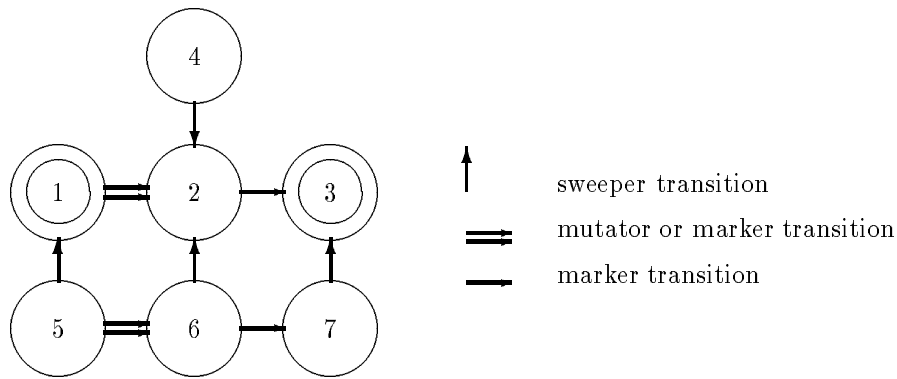 4
1 2 3
sweeper transition
mutator or marker transition
marker transition
5 6 7